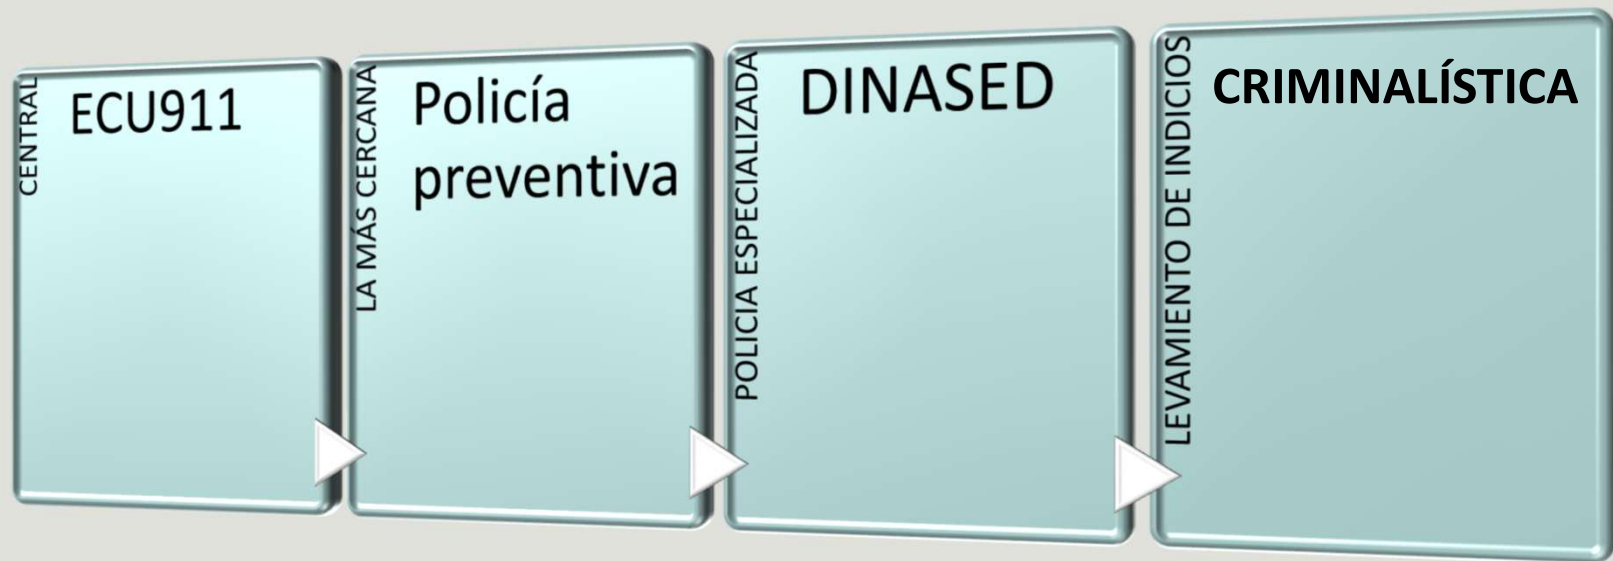 CENTRAL
ECU911
LA MÁS CERCANA
Policía
preventiva
POLICIA ESPECIALIZADA
DINASED
LEVAMIENTO DE INDICIOS
CRIMINALÍSTICA